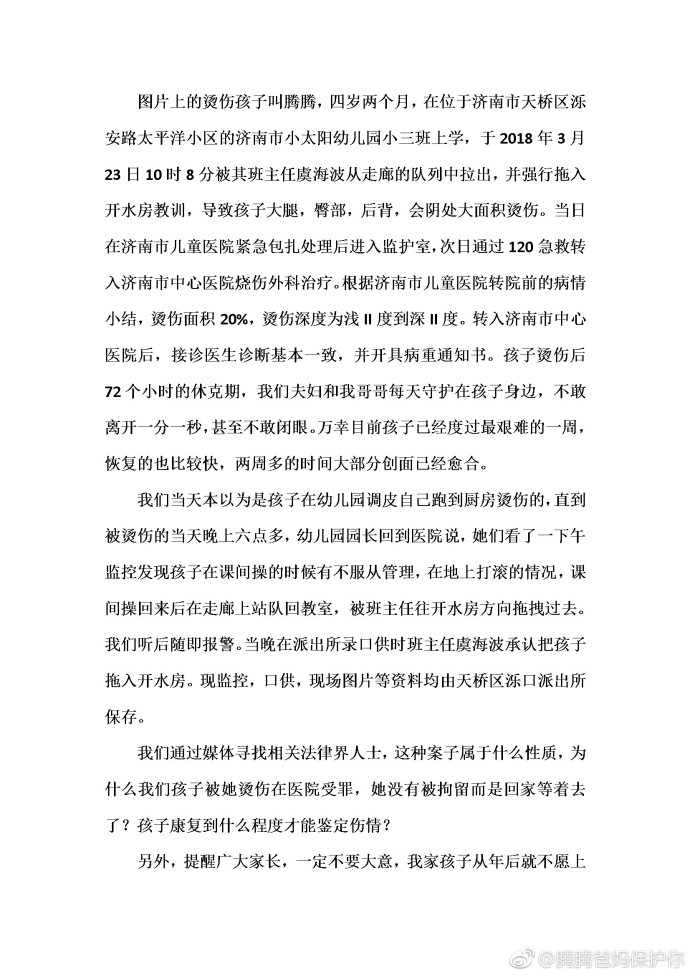 图片上的烫伤孩子叫腾腾，四岁两个月，在位于济南市天桥区泺
安路太平洋小区的济南市小太阳幼儿园小三班上学，于 2018 年 3 月
23 日 10 时 8 分被其班主任虞海波从走廊的队列中拉出，并强行拖入
开水房教训，导致孩子大腿，臀部，后背，会阴处大面积烫伤。当日
在济南市儿童医院紧急包扎处理后进入监护室，次日通过 120 急救转
入济南市中心医院烧伤外科治疗。根据济南市儿童医院转院前的病情
小结，烫伤面积 20%，烫伤深度为浅 II 度到深 II 度。转入济南市中心
医院后，接诊医生诊断基本一致，并开具病重通知书。孩子烫伤后
72 个小时的休克期，我们夫妇和我哥哥每天守护在孩子身边，不敢
离开一分一秒，甚至不敢闭眼。万幸目前孩子已经度过最艰难的一周，
恢复的也比较快，两周多的时间大部分创面已经愈合。
我们当天本以为是孩子在幼儿园调皮自己跑到厨房烫伤的，直到
被烫伤的当天晚上六点多，幼儿园园长回到医院说，她们看了一下午
监控发现孩子在课间操的时候有不服从管理，在地上打滚的情况，课
间操回来后在走廊上站队回教室，被班主任往开水房方向拖拽过去。
我们听后随即报警。当晚在派出所录口供时班主任虞海波承认把孩子
拖入开水房。现监控，口供，现场图片等资料均由天桥区泺口派出所
保存。
我们通过媒体寻找相关法律界人士，这种案子属于什么性质，为
什么我们孩子被她烫伤在医院受罪，她没有被拘留而是回家等着去
了？孩子康复到什么程度才能鉴定伤情？
另外，提醒广大家长，一定不要大意，我家孩子从年后就不愿上
@腾腾爸妈保护你